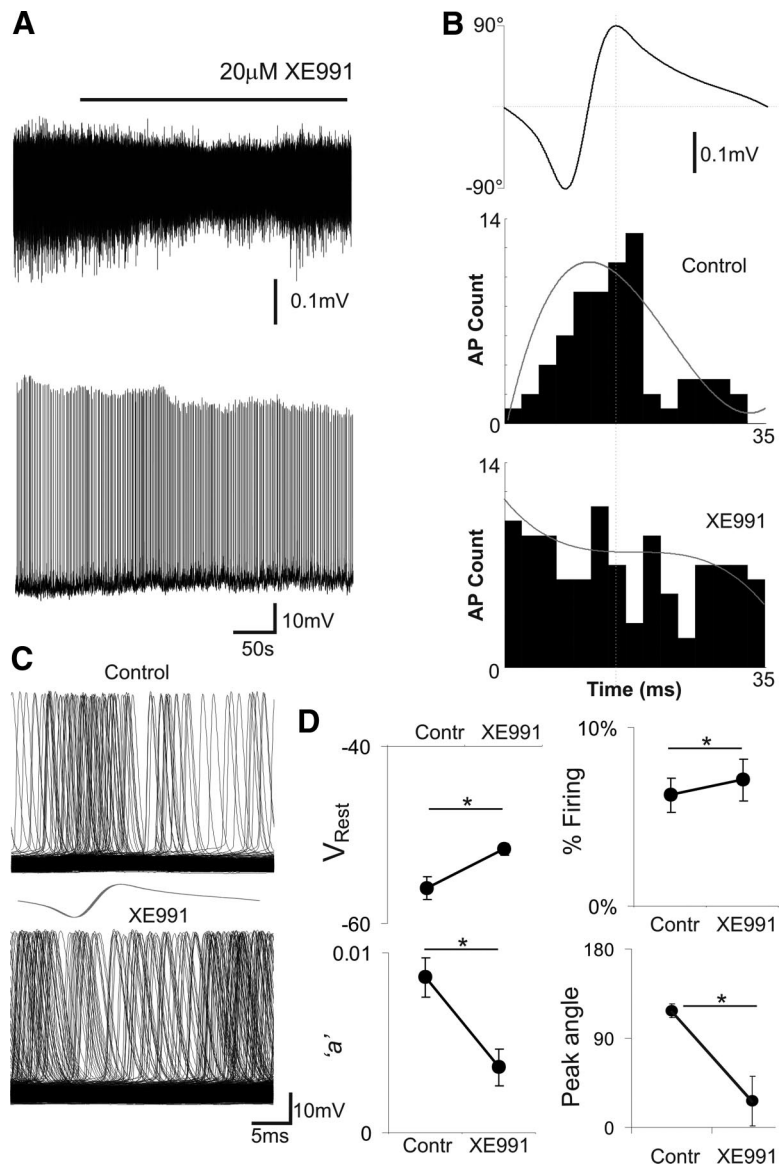 A
20µM XE991
0.1mV
10mV
50s
B
90°
-90°
0.1mV
14
Control
AP Count
0
35
14
XE991
AP Count
0
35
Time (ms)
C
Control
XE991
10mV
5ms
D
Contr XE991
-40
*
V Rest
-60
10%
*
% Firing
0%
Contr XE991
0.01
*
'a'
0
Contr XE991
180
*
90
Peak angle
0
Contr XE991